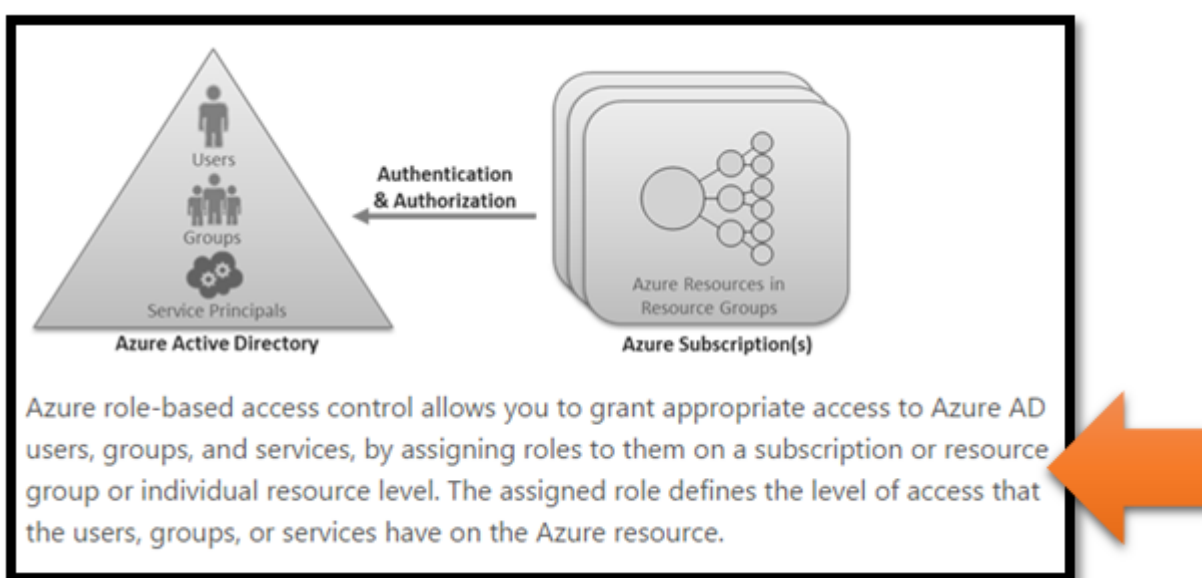 Users
Groups
Service Principals
Azure Active Directory
Authentication
& Authorization
Azure Resources in
Resource Groups
Azure Subscription(s)
Azure role-based access control allows you to grant appropriate access to Azure AD
users, groups, and services, by assigning roles to them on a subscription or resource
group or individual resource level. The assigned role defines the level of access that
the users, groups, or services have on the Azure resource.